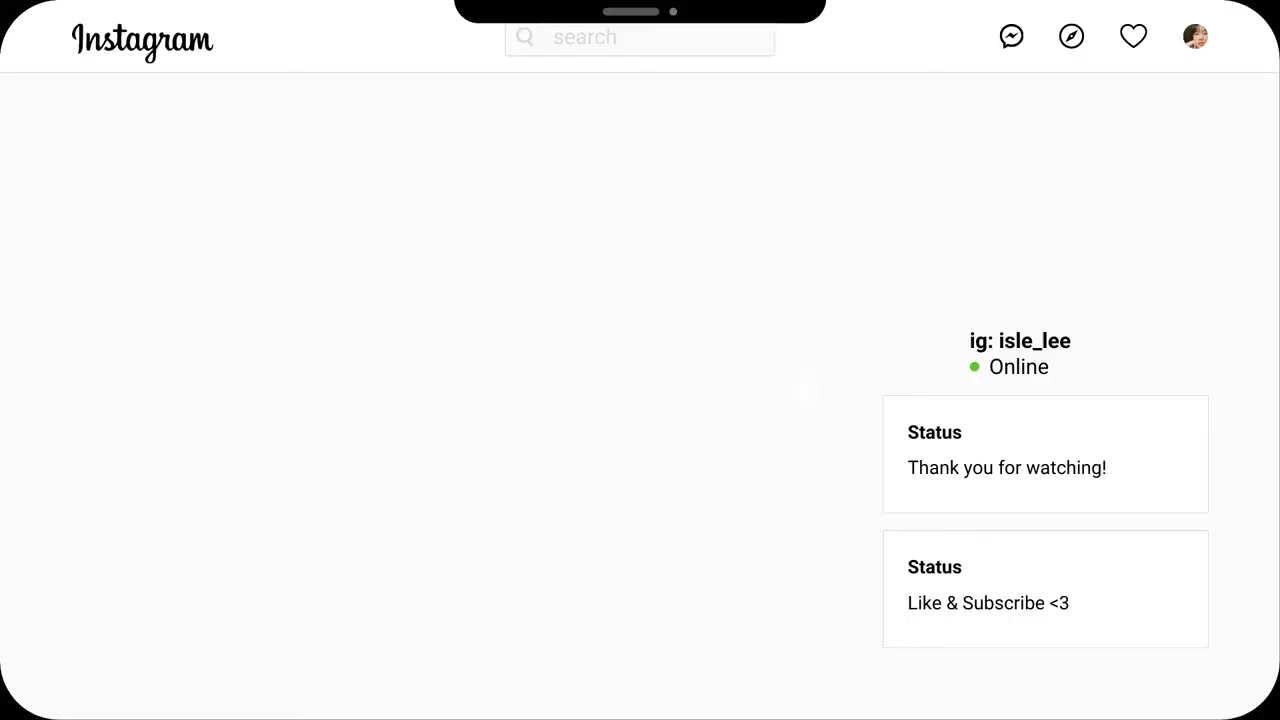 Instagram
search
ig: isle_lee
Online
Status
Thank you for watching!
Status
Like & Subscribe <3